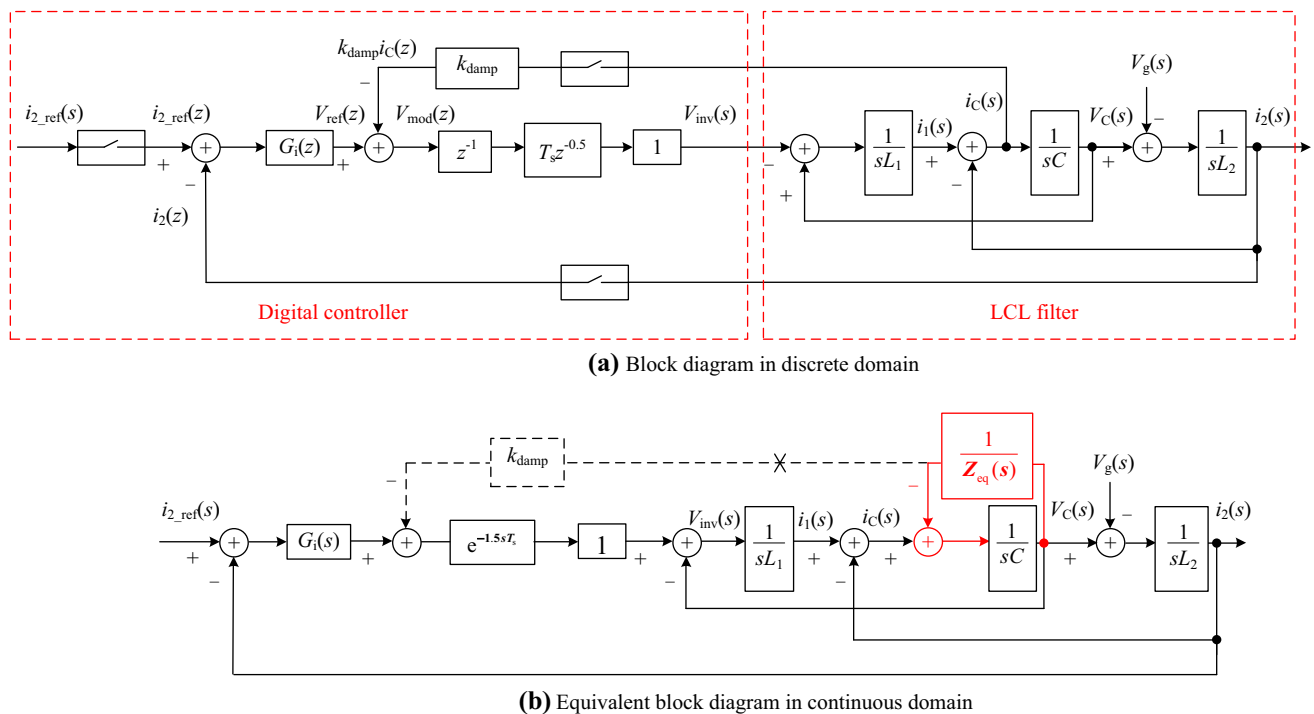 k_damp i_C(z)
k_damp
V_g(s)
i_2_ref(s)
i_2_ref(z)
V_ref(z)
V_mod(z)
V_inv(s)
i_1(s)
i_C(s)
V_C(s)
i_2(s)
+
−
+
G_i(z)
+
−
+
z^-1
T_s z^-0.5
1
−
+
+
1/sL_1
+
+
−
1/sC
+
−
+
1/sL_2
i_2(z)
Digital controller
LCL filter
(a) Block diagram in discrete domain
k_damp
−
1/Z_eq(s)
−
V_g(s)
i_2_ref(s)
V_inv(s)
i_1(s)
i_C(s)
V_C(s)
i_2(s)
+
−
+
G_i(s)
+
+
e^-1.5sT_s
1
+
−
+
1/sL_1
+
−
+
+
+
1/sC
+
−
+
1/sL_2
(b) Equivalent block diagram in continuous domain